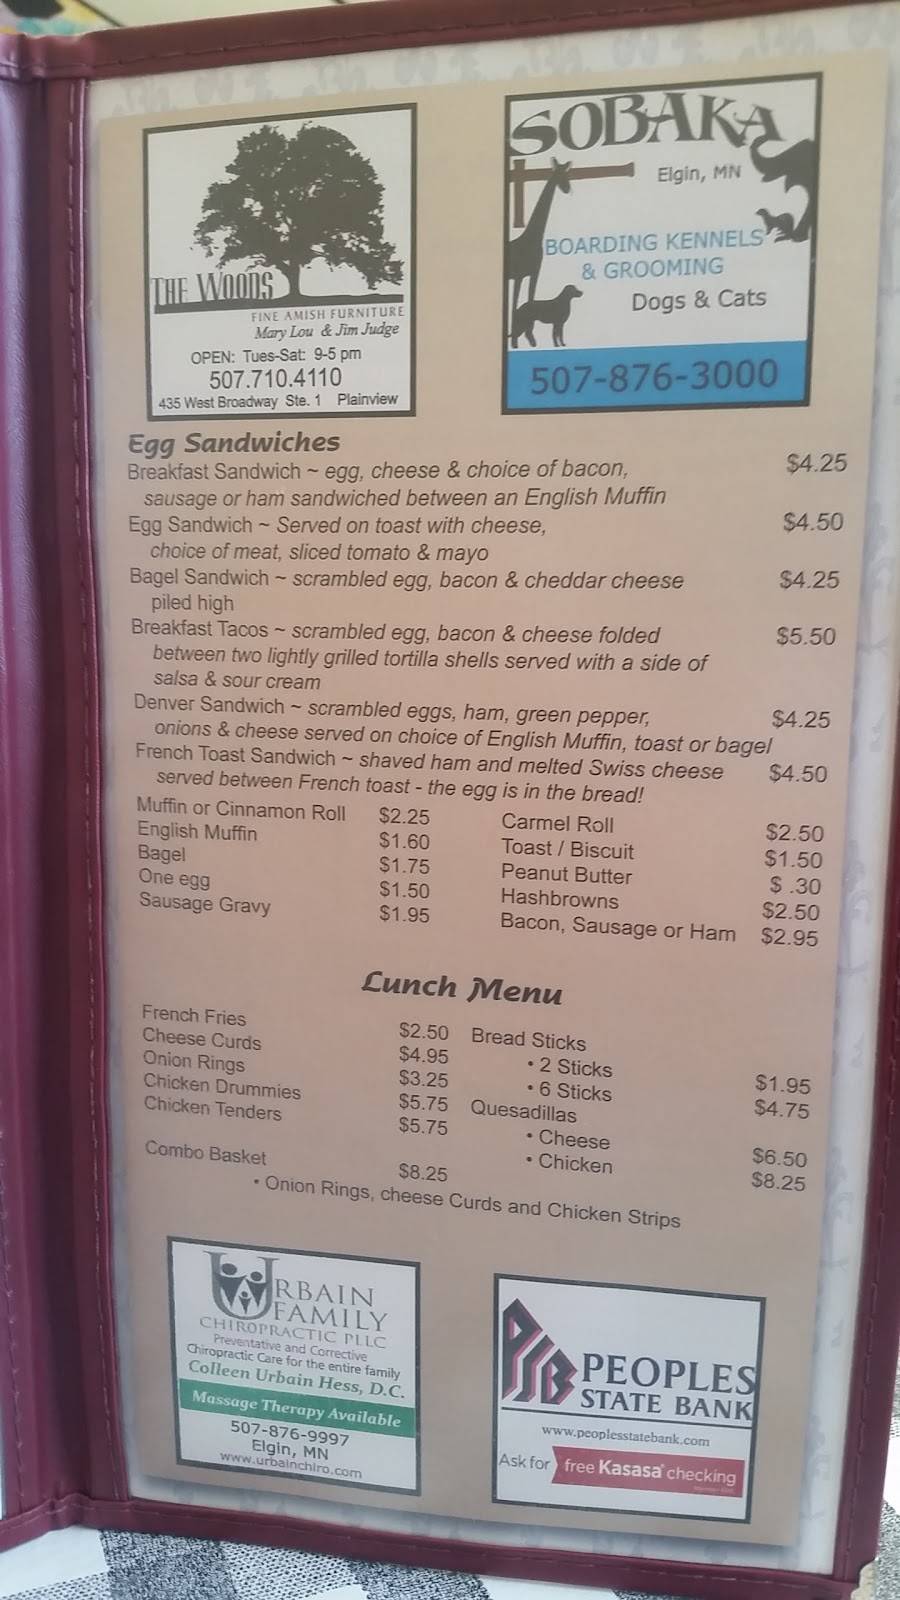 THE WOODS
FINE AMISH FURNITURE
Mary Lou & Jim Judge
OPEN: Tues-Sat: 9-5 pm
507.710.4110
435 West Broadway Ste. 1 Plainview
SOBAKA
Elgin, MN
BOARDING KENNELS
& GROOMING
Dogs & Cats
507-876-3000
Egg Sandwiches
Breakfast Sandwich ~ egg, cheese & choice of bacon, $4.25
sausage or ham sandwiched between an English Muffin
Egg Sandwich ~ Served on toast with cheese, $4.50
choice of meat, sliced tomato & mayo
Bagel Sandwich ~ scrambled egg, bacon & cheddar cheese $4.25
piled high
Breakfast Tacos ~ scrambled egg, bacon & cheese folded $5.50
between two lightly grilled tortilla shells served with a side of
salsa & sour cream
Denver Sandwich ~ scrambled eggs, ham, green pepper, $4.25
onions & cheese served on choice of English Muffin, toast or bagel
French Toast Sandwich ~ shaved ham and melted Swiss cheese $4.50
served between French toast - the egg is in the bread!
Muffin or Cinnamon Roll $2.25
English Muffin $1.60
Bagel $1.75
One egg $1.50
Sausage Gravy $1.95
Carmel Roll $2.50
Toast / Biscuit $1.50
Peanut Butter $ .30
Hashbrowns $2.50
Bacon, Sausage or Ham $2.95
Lunch Menu
French Fries $2.50
Cheese Curds $4.95
Onion Rings $3.25
Chicken Drummies $5.75
Chicken Tenders $5.75
Bread Sticks
• 2 Sticks $1.95
• 6 Sticks $4.75
Quesadillas
• Cheese $6.50
• Chicken $8.25
Combo Basket $8.25
• Onion Rings, cheese Curds and Chicken Strips
URBAIN
FAMILY
CHIROPRACTIC PLLC
Preventative and Corrective
Chiropractic Care for the entire family
Colleen Urbain Hess, D.C.
Massage Therapy Available
507-876-9997
Elgin, MN
www.urbainchiro.com
PSB
PEOPLES
STATE BANK
www.peoplesstatebank.com
Ask for free Kasasa® checking